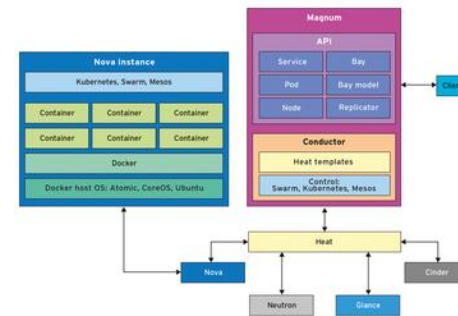 Magnum
API
Service
Bay
Pod
Bay model
Node
Replicator
Nova instance
Kubernetes, Swarm, Mesos
Container
Container
Container
Container
Container
Container
Docker
Docker host OS: Atomic, CoreOS, Ubuntu
Conductor
Heat templates
Control:
Swarm, Kubernetes, Mesos
Heat
Nova
Cinder
Neutron
Glance